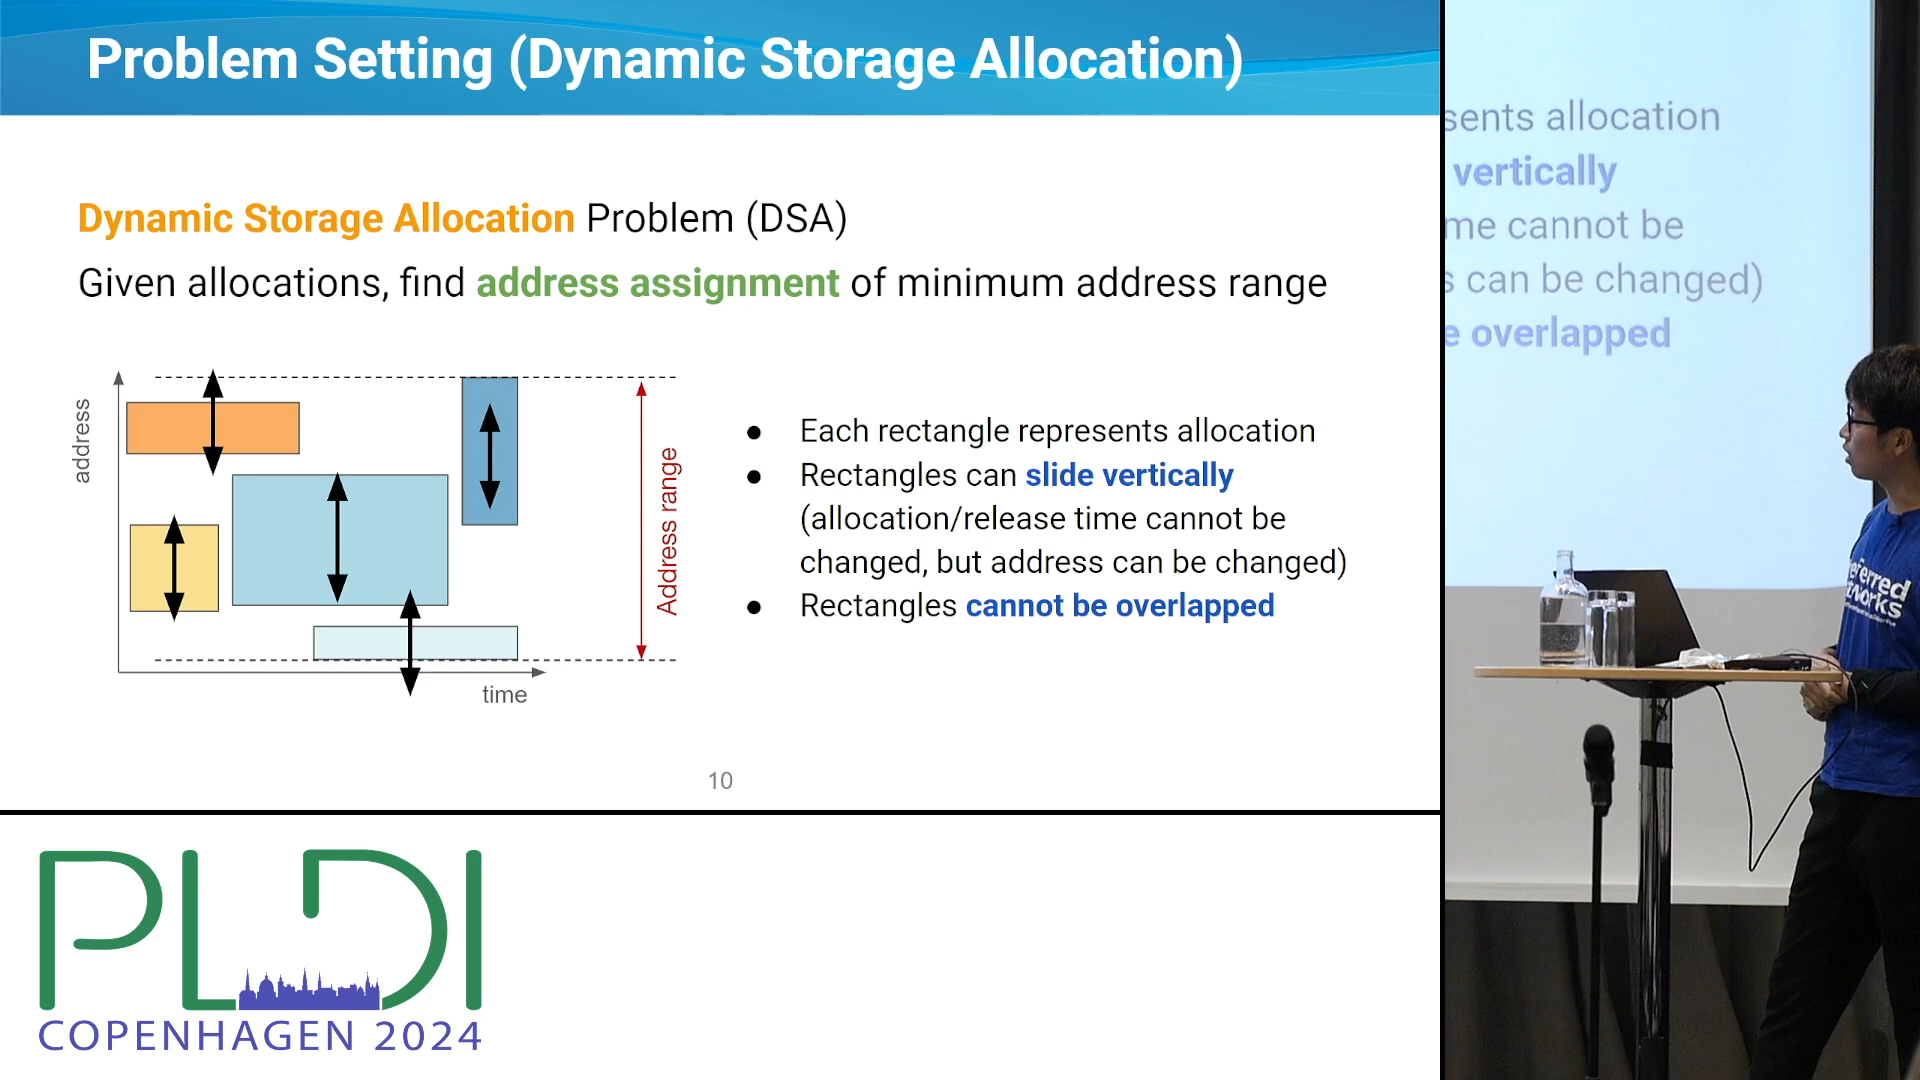 Problem Setting (Dynamic Storage Allocation)
Dynamic Storage Allocation Problem (DSA)
Given allocations, find address assignment of minimum address range
address
Address range
time
● Each rectangle represents allocation
● Rectangles can slide vertically
(allocation/release time cannot be
changed, but address can be changed)
● Rectangles cannot be overlapped
10
PLDI
COPENHAGEN 2024
sents allocation
vertically
me cannot be
s can be changed)
e overlapped
eferred